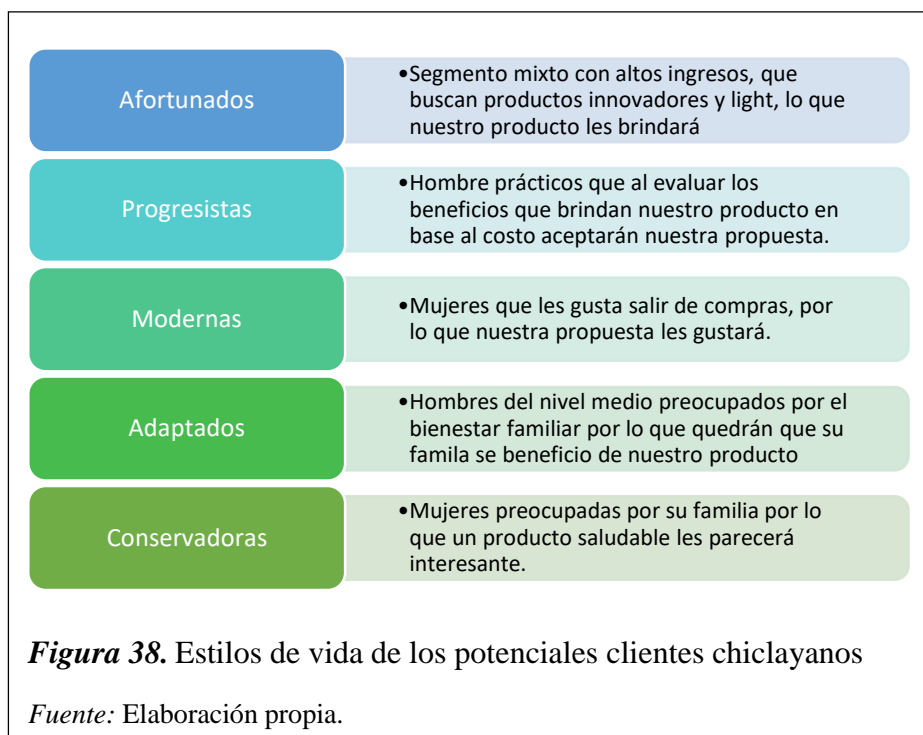 Afortunados
•Segmento mixto con altos ingresos, que
buscan productos innovadores y light, lo que
nuestro producto les brindará
Progresistas
•Hombre prácticos que al evaluar los
beneficios que brindan nuestro producto en
base al costo aceptarán nuestra propuesta.
Modernas
•Mujeres que les gusta salir de compras, por
lo que nuestra propuesta les gustará.
Adaptados
•Hombres del nivel medio preocupados por el
bienestar familiar por lo que quedrán que su
famila se beneficio de nuestro producto
Conservadoras
•Mujeres preocupadas por su familia por lo
que un producto saludable les parecerá
interesante.
Figura 38. Estilos de vida de los potenciales clientes chiclayanos
Fuente: Elaboración propia.